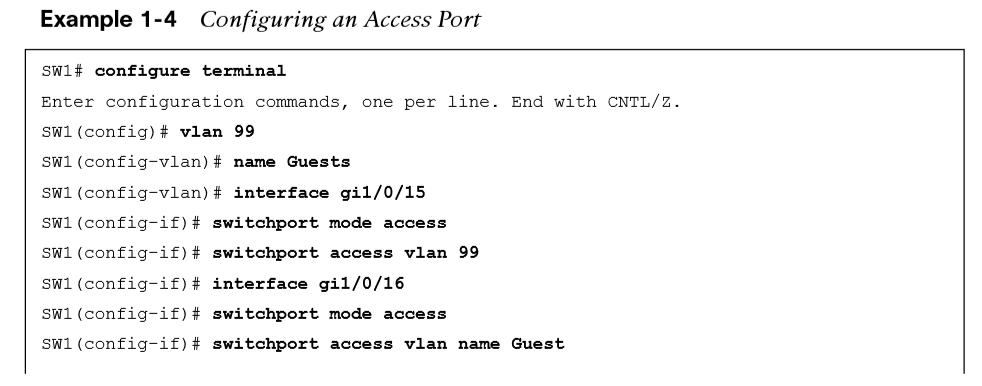 Example 1-4 Configuring an Access Port
SW1# configure terminal
Enter configuration commands, one per line. End with CNTL/Z.
SW1(config)# vlan 99
SW1(config-vlan)# name Guests
SW1(config-vlan)# interface gi1/0/15
SW1(config-if)# switchport mode access
SW1(config-if)# switchport access vlan 99
SW1(config-if)# interface gi1/0/16
SW1(config-if)# switchport mode access
SW1(config-if)# switchport access vlan name Guest